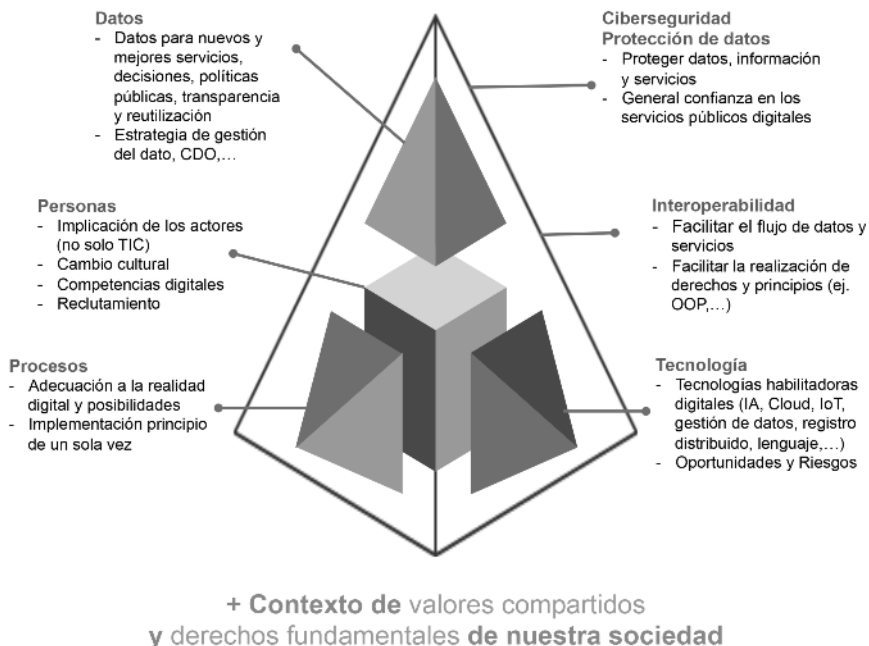 Datos
- Datos para nuevos y
mejores servicios,
decisiones, políticas
públicas, transparencia
y reutilización
- Estrategia de gestión
del dato, CDO,...
Personas
- Implicación de los actores
(no solo TIC)
- Cambio cultural
- Competencias digitales
- Reclutamiento
Procesos
- Adecuación a la realidad
digital y posibilidades
- Implementación principio
de un sola vez
Ciberseguridad
Protección de datos
- Proteger datos, información
y servicios
- General confianza en los
servicios públicos digitales
Interoperabilidad
- Facilitar el flujo de datos y
servicios
- Facilitar la realización de
derechos y principios (ej.
OOP,...)
Tecnología
- Tecnologías habilitadoras
digitales (IA, Cloud, IoT,
gestión de datos, registro
distribuido, lenguaje,...)
- Oportunidades y Riesgos
+ Contexto de valores compartidos
y derechos fundamentales de nuestra sociedad